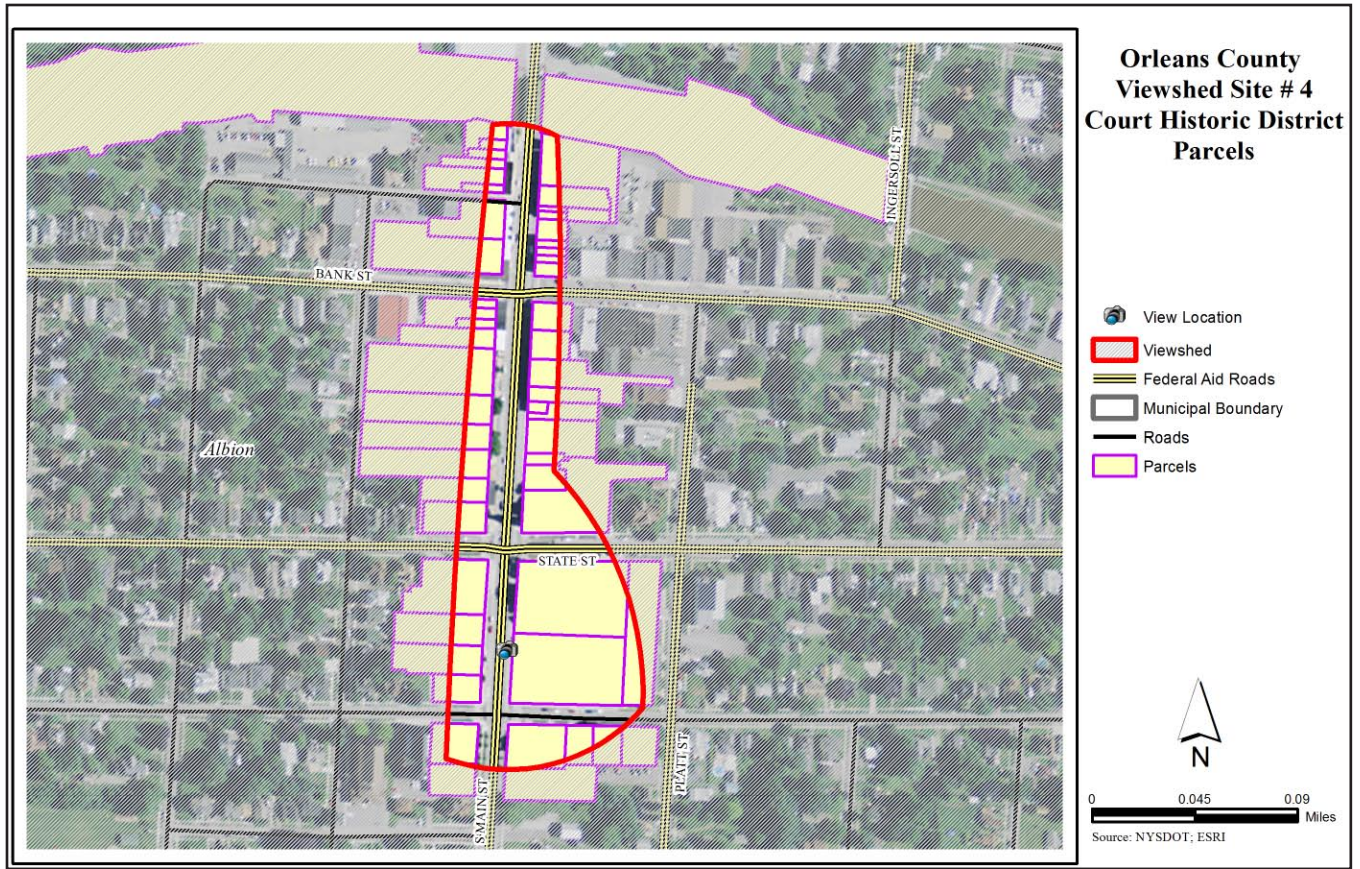 Orleans County
Viewshed Site # 4
Court Historic District
Parcels
INGERSOLL ST
BANK ST
Albion
STATE ST
S MAIN ST
PLATT ST
View Location
Viewshed
Federal Aid Roads
Municipal Boundary
Roads
Parcels
N
0 0.045 0.09
Miles
Source: NYSDOT; ESRI